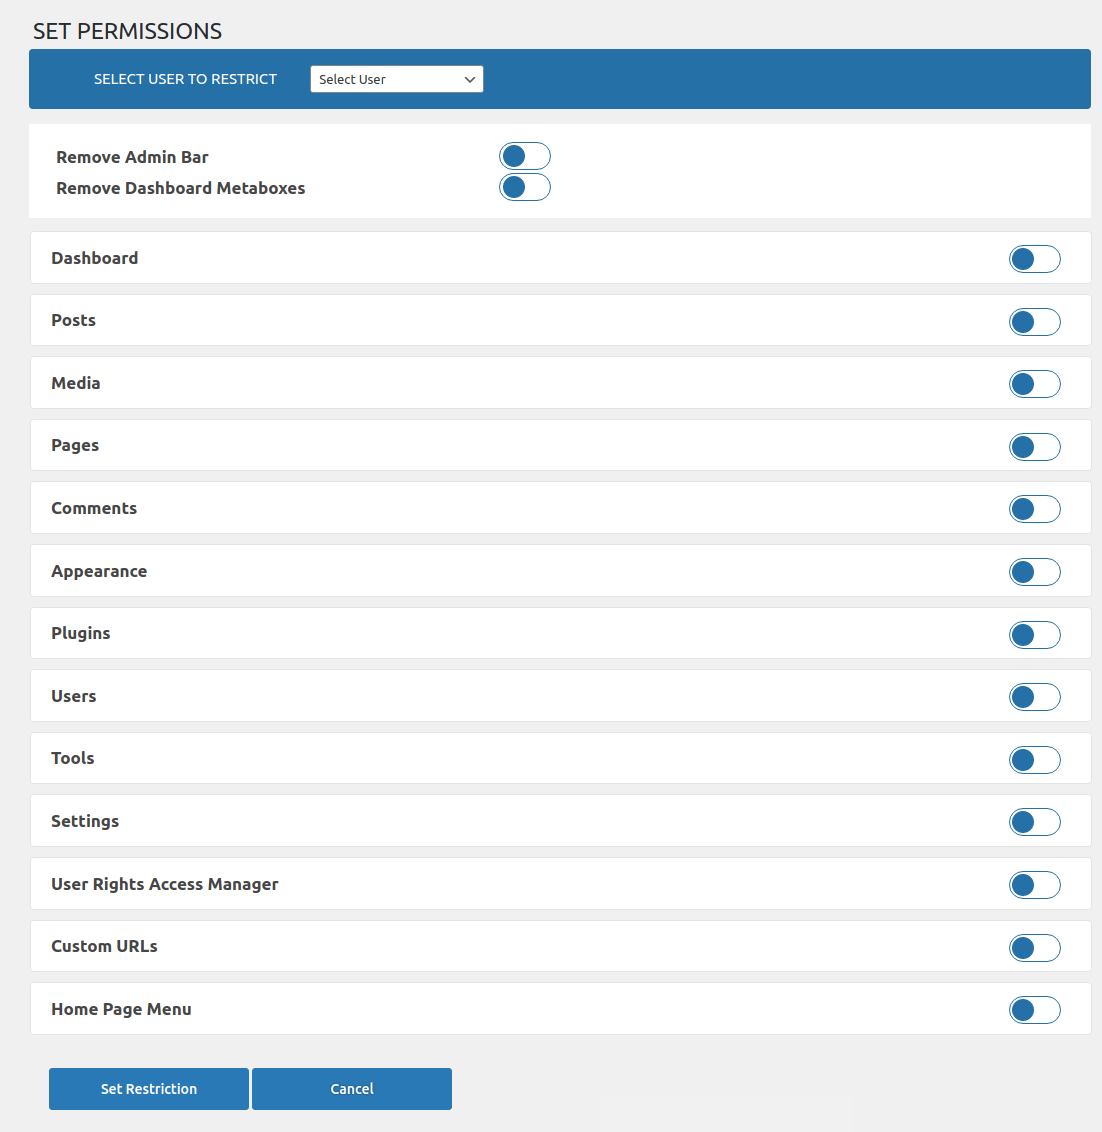 SET PERMISSIONS
SELECT USER TO RESTRICT
Select User
Remove Admin Bar
Remove Dashboard Metaboxes
Dashboard
Posts
Media
Pages
Comments
Appearance
Plugins
Users
Tools
Settings
User Rights Access Manager
Custom URLs
Home Page Menu
Set Restriction
Cancel